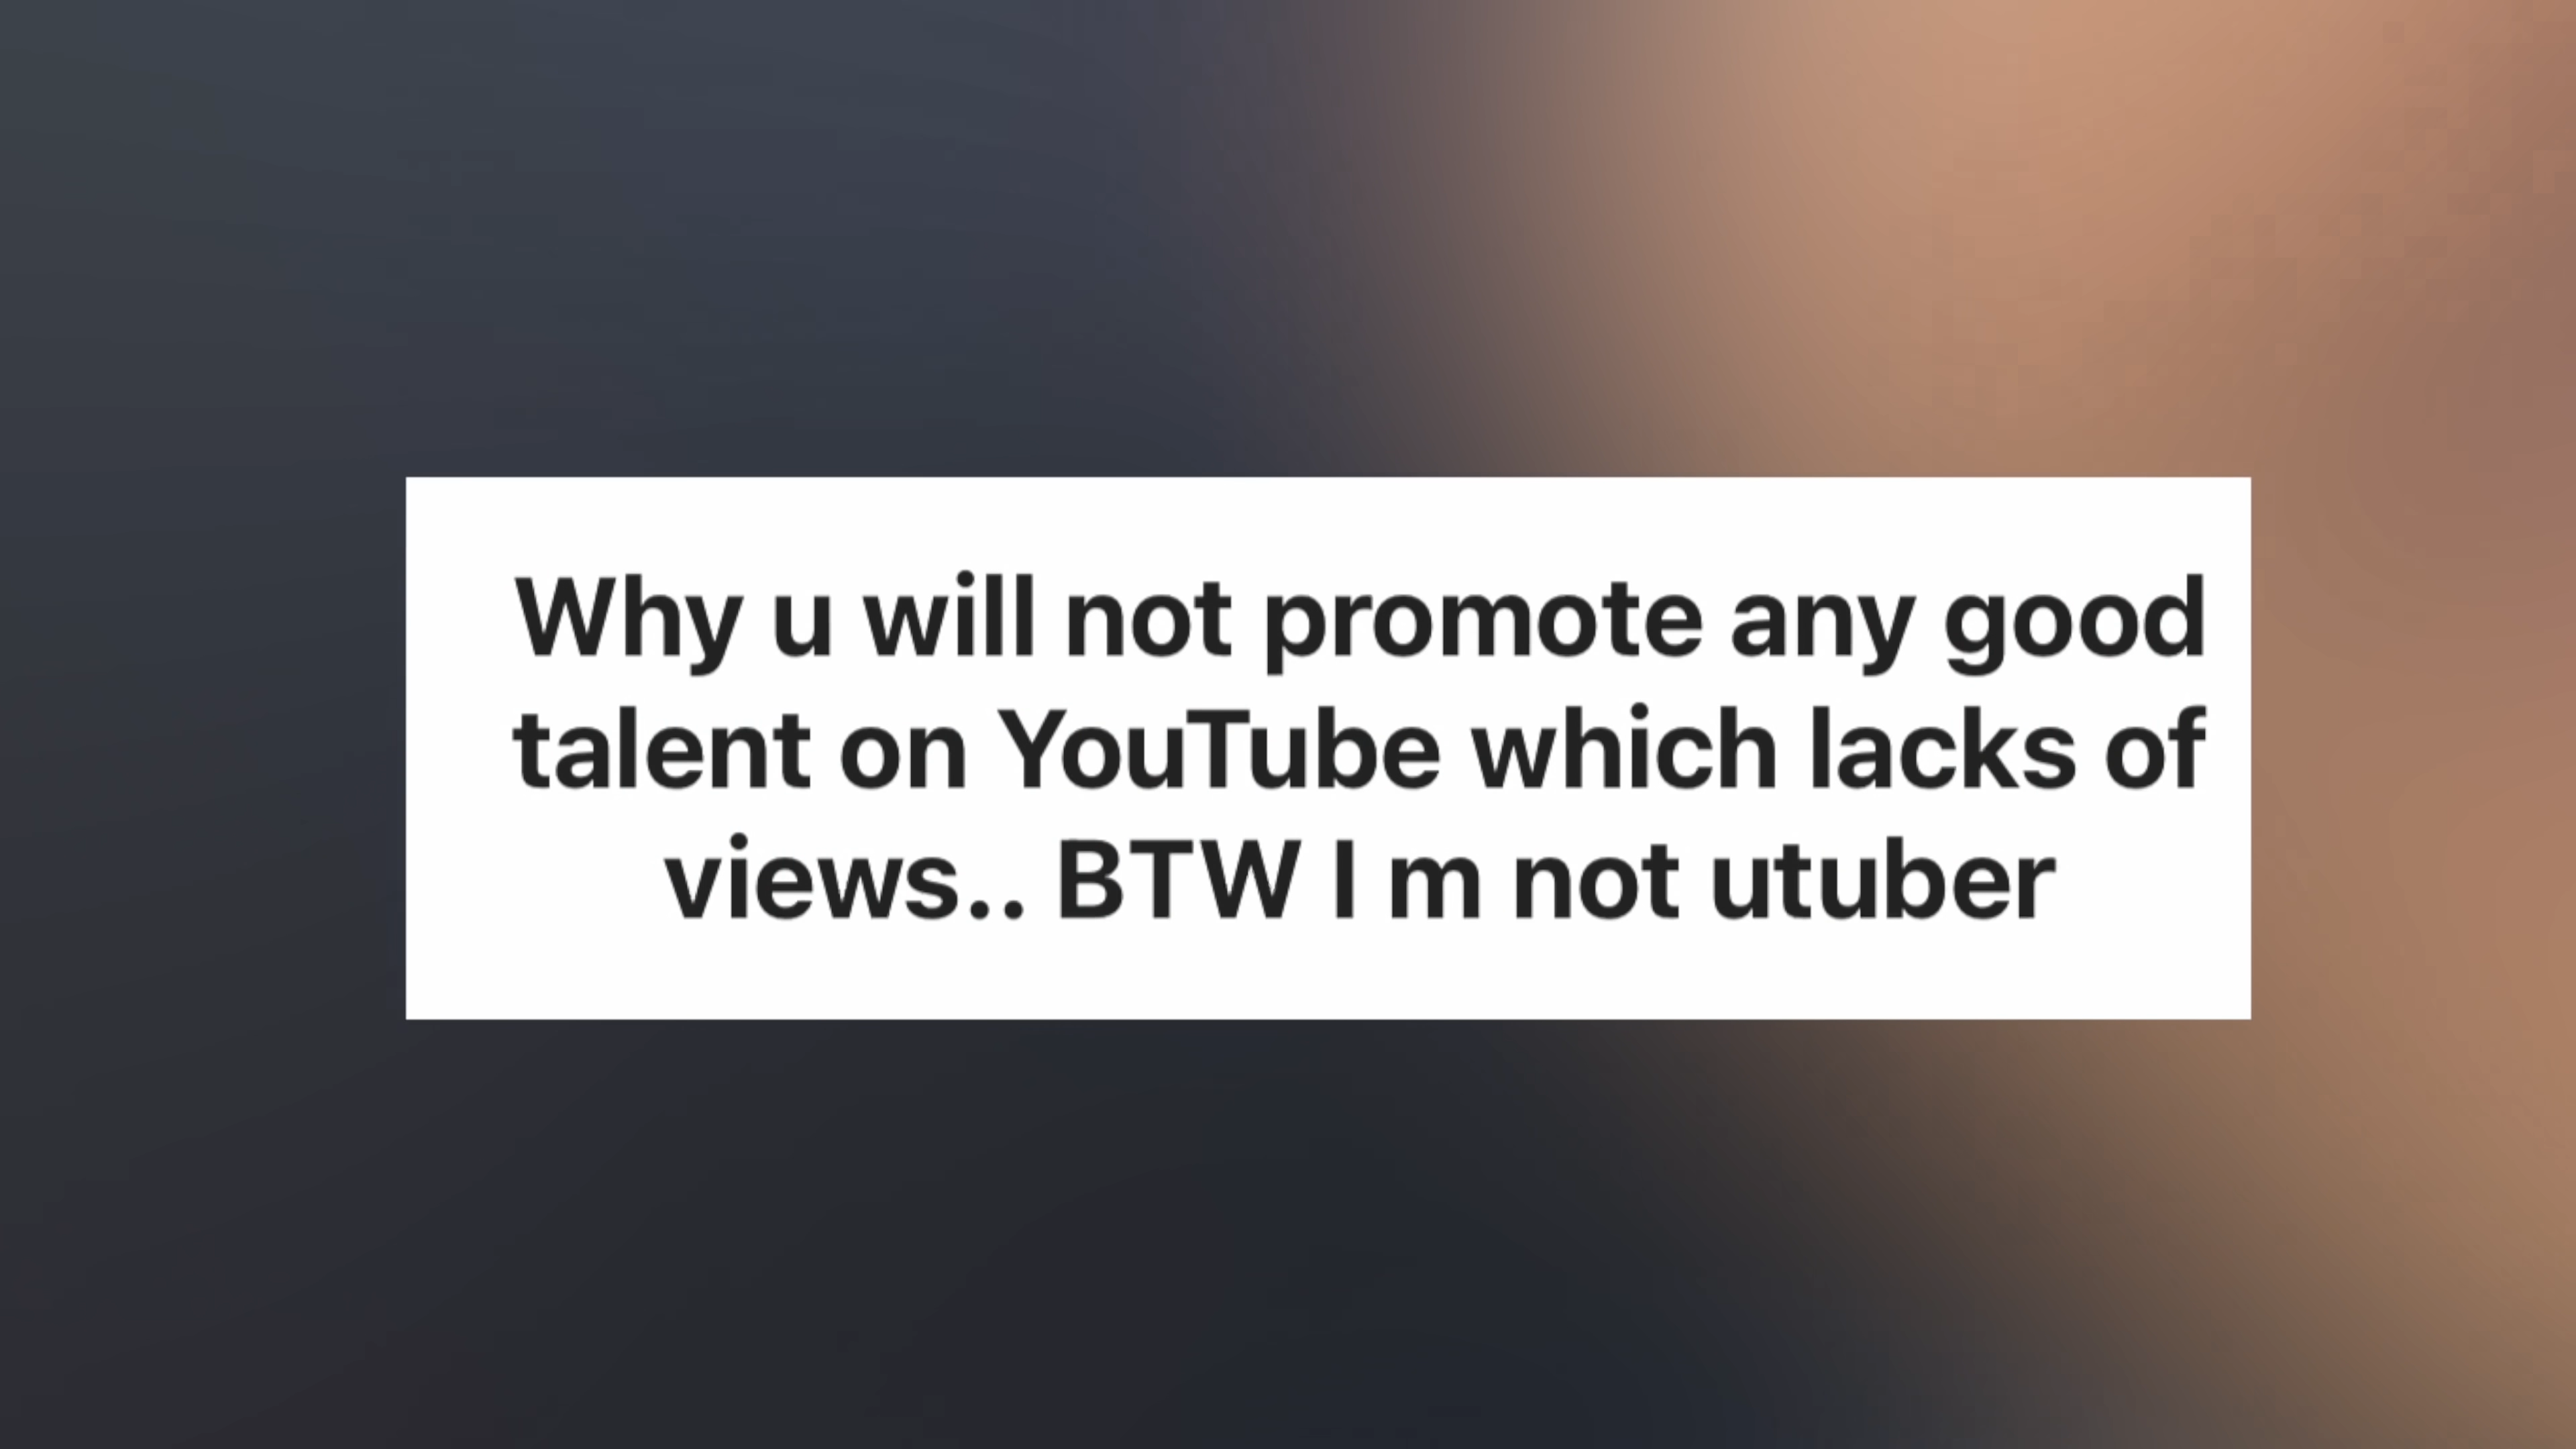 Why u will not promote any good
talent on YouTube which lacks of
views.. BTW I m not utuber